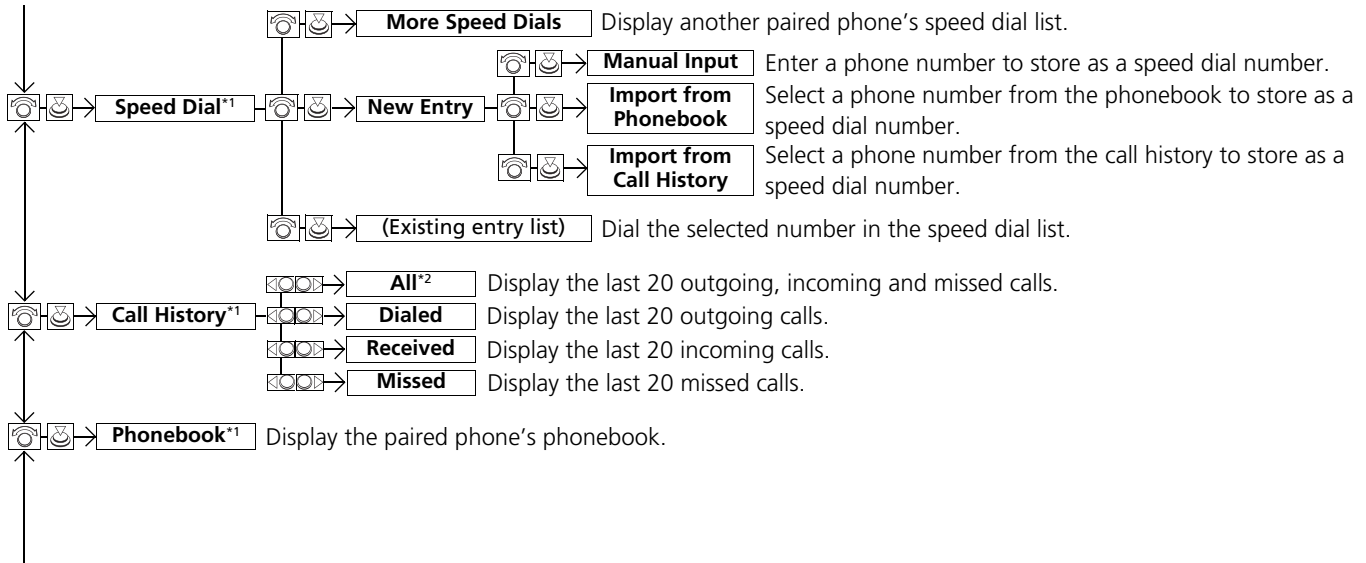 More Speed Dials Display another paired phone's speed dial list.
Manual Input Enter a phone number to store as a speed dial number.
Speed Dial*1 New Entry Import from Phonebook Select a phone number from the phonebook to store as a
speed dial number.
Import from Call History Select a phone number from the call history to store as a
speed dial number.
(Existing entry list) Dial the selected number in the speed dial list.
All*2 Display the last 20 outgoing, incoming and missed calls.
Call History*1 Dialed Display the last 20 outgoing calls.
Received Display the last 20 incoming calls.
Missed Display the last 20 missed calls.
Phonebook*1 Display the paired phone's phonebook.